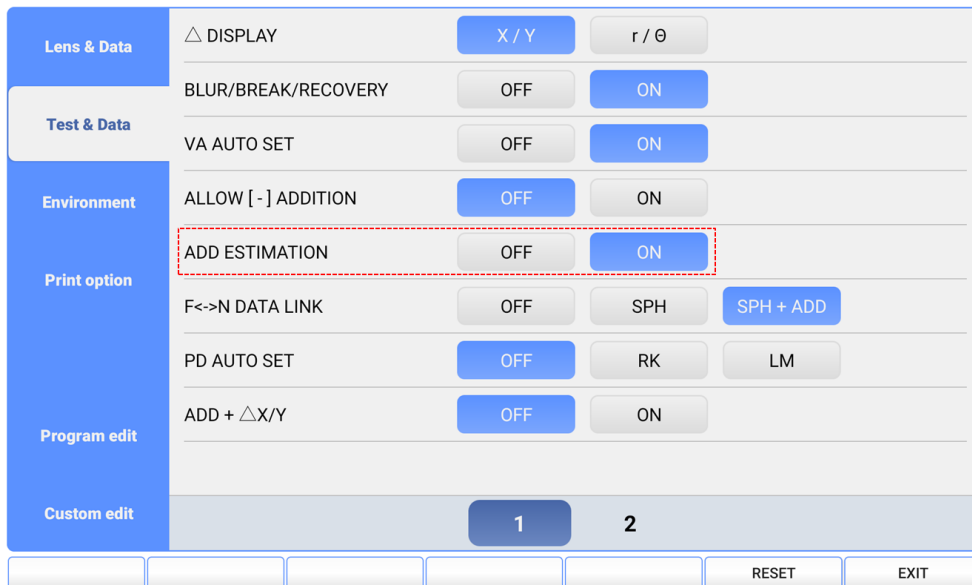 Lens & Data
Test & Data
Environment
Print option
Program edit
Custom edit
△ DISPLAY X / Y r / Θ
BLUR/BREAK/RECOVERY OFF ON
VA AUTO SET OFF ON
ALLOW [ - ] ADDITION OFF ON
ADD ESTIMATION OFF ON
F<->N DATA LINK OFF SPH SPH + ADD
PD AUTO SET OFF RK LM
ADD + △X/Y OFF ON
1 2
RESET EXIT